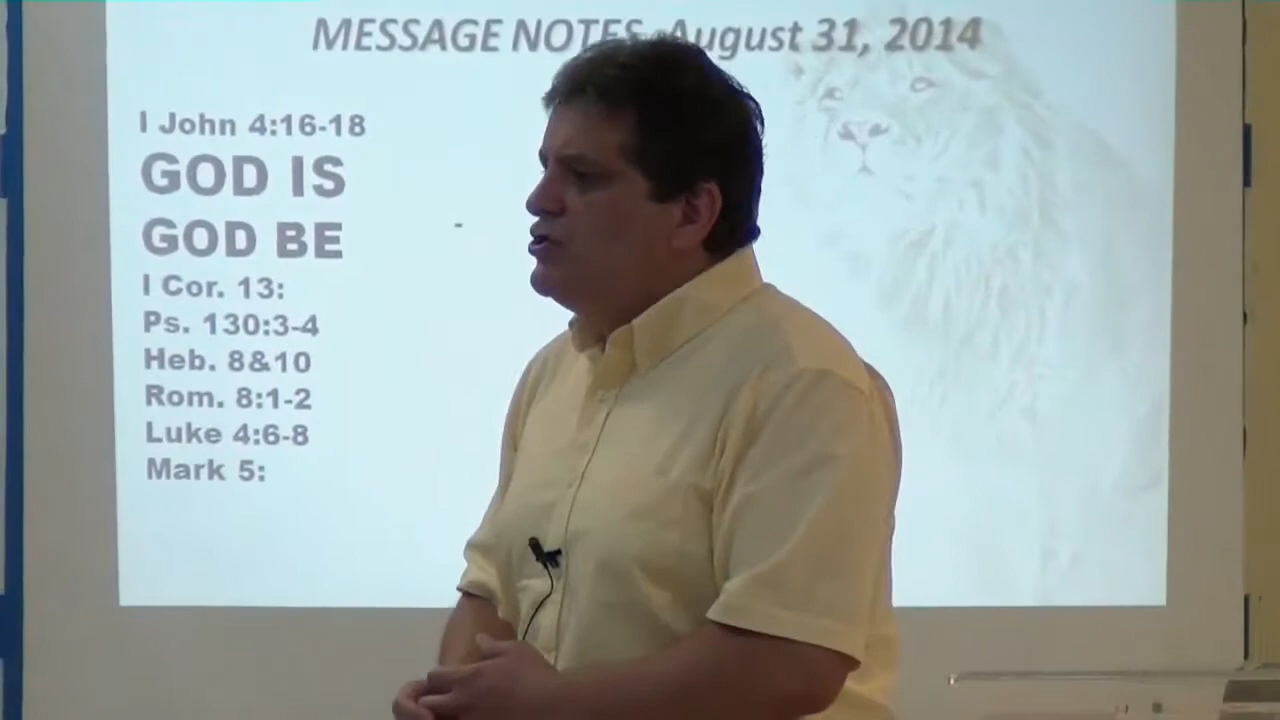 MESSAGE NOTES August 31, 2014
I John 4:16-18
GOD IS
GOD BE
I Cor. 13:
Ps. 130:3-4
Heb. 8&10
Rom. 8:1-2
Luke 4:6-8
Mark 5: